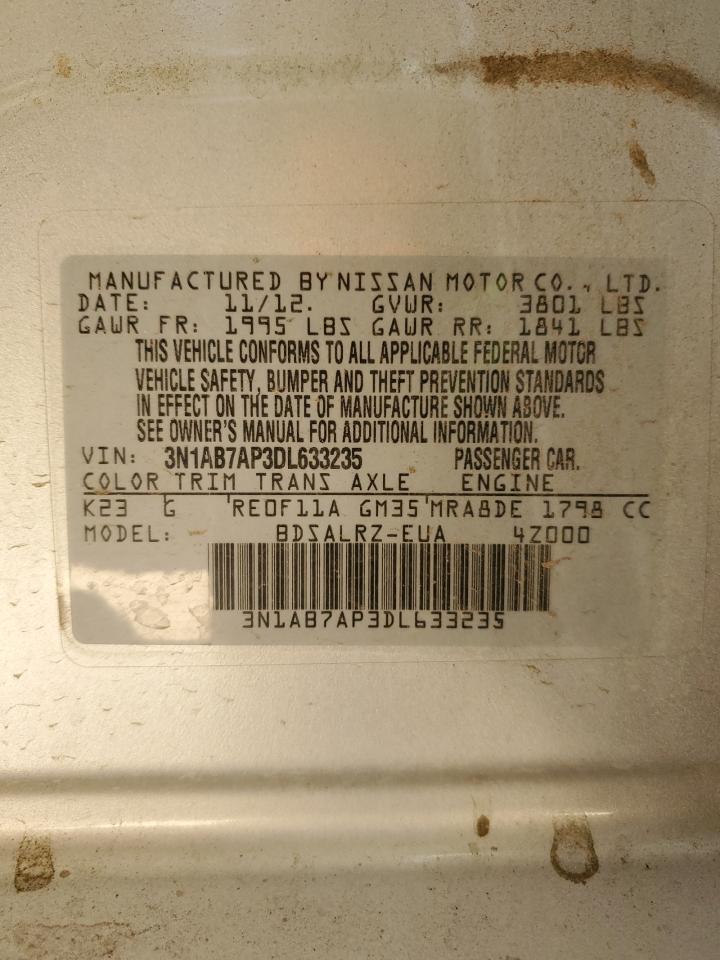 MANUFACTURED BY NISSAN MOTOR CO., LTD.
DATE: 11/12. GVWR: 3801 LBS
GAWR FR: 1995 LBS GAWR RR: 1841 LBS
THIS VEHICLE CONFORMS TO ALL APPLICABLE FEDERAL MOTOR
VEHICLE SAFETY, BUMPER AND THEFT PREVENTION STANDARDS
IN EFFECT ON THE DATE OF MANUFACTURE SHOWN ABOVE.
SEE OWNER'S MANUAL FOR ADDITIONAL INFORMATION.
VIN: 3N1AB7AP3DL633235 PASSENGER CAR.
COLOR TRIM TRANS AXLE ENGINE
K23 G RE0F11A GM35 MRA8DE 1798 CC
MODEL: BDSALRZ-EUA 4Z000
3N1AB7AP3DL633235